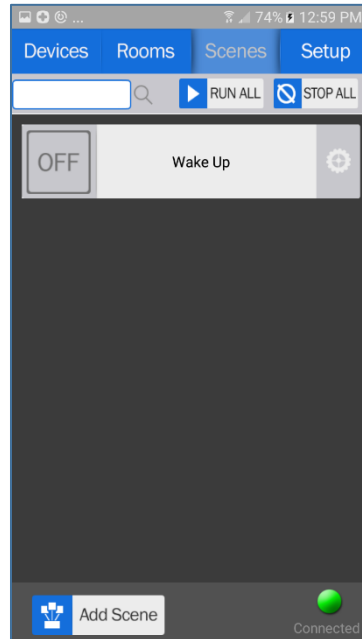 ... 74% 12:59 PM
Devices Rooms Scenes Setup
RUN ALL STOP ALL
OFF Wake Up
Add Scene
Connected